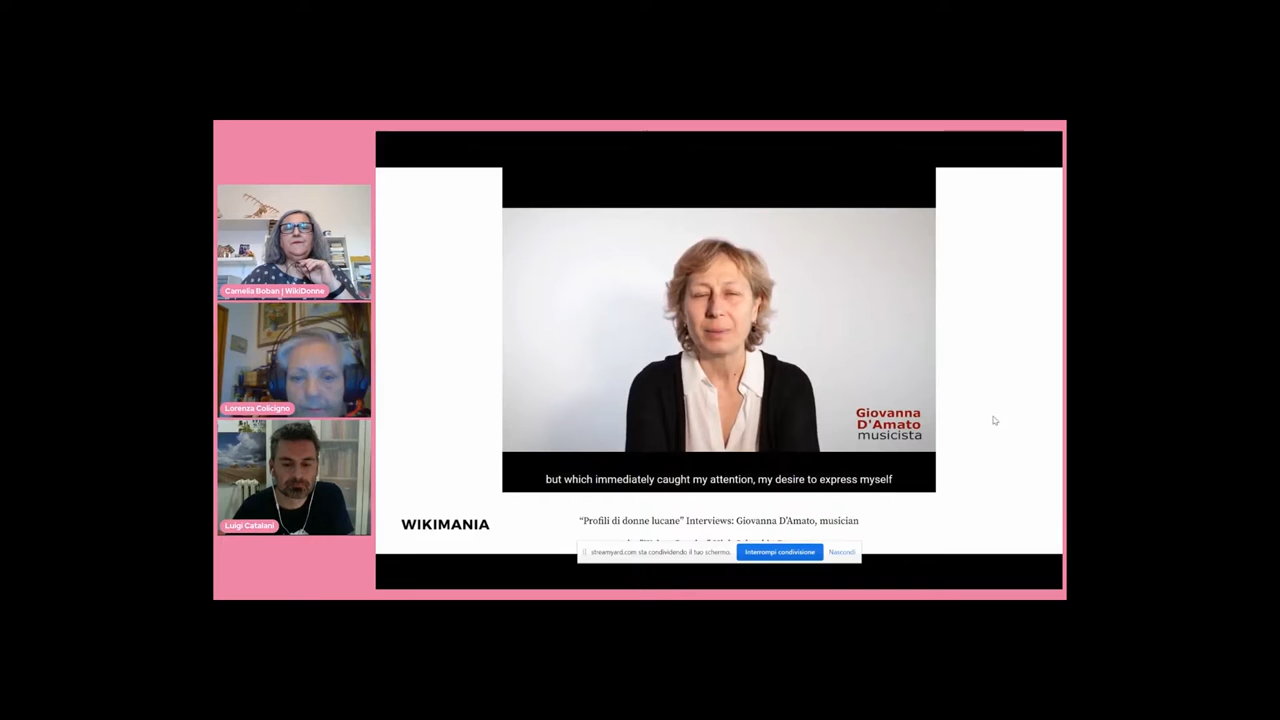 Camelia Boban | WikiDonne
Lorenza Colicigno
Luigi Catalani
Giovanna
D'Amato
musicista
but which immediately caught my attention, my desire to express myself
WIKIMANIA
“Profili di donne lucane” Interviews: Giovanna D'Amato, musician
streamyard.com sta condividendo il tuo schermo.
Interrompi condivisione
Nascondi